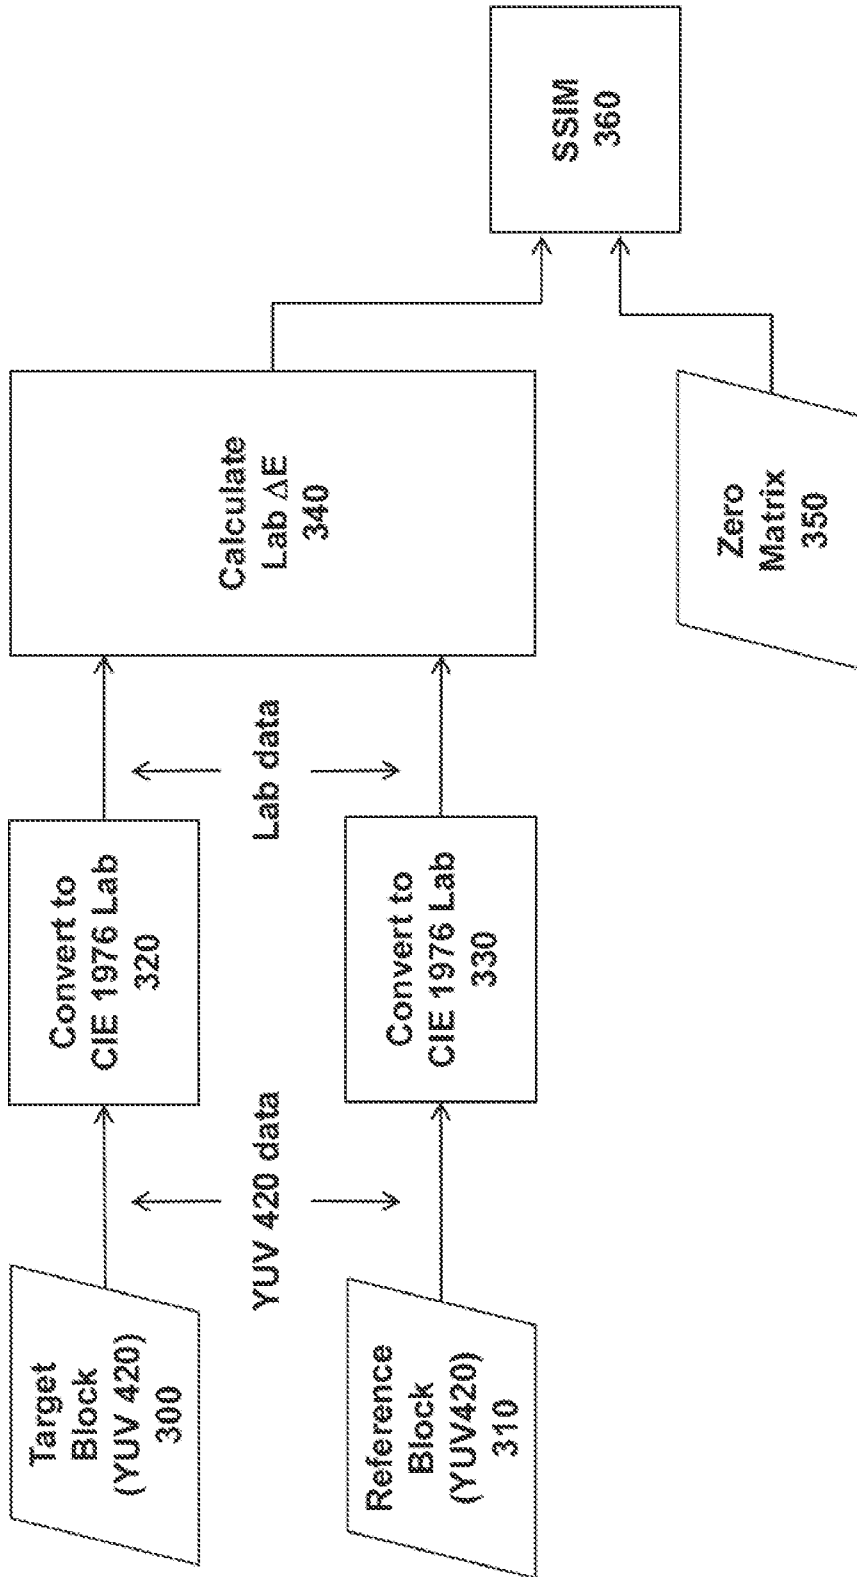 Target
Block
(YUV 420)
300
Reference
Block
(YUV420)
310
YUV 420 data
Convert to
CIE 1976 Lab
320
Convert to
CIE 1976 Lab
330
Lab data
Calculate
Lab ΔE
340
Zero
Matrix
350
SSIM
360